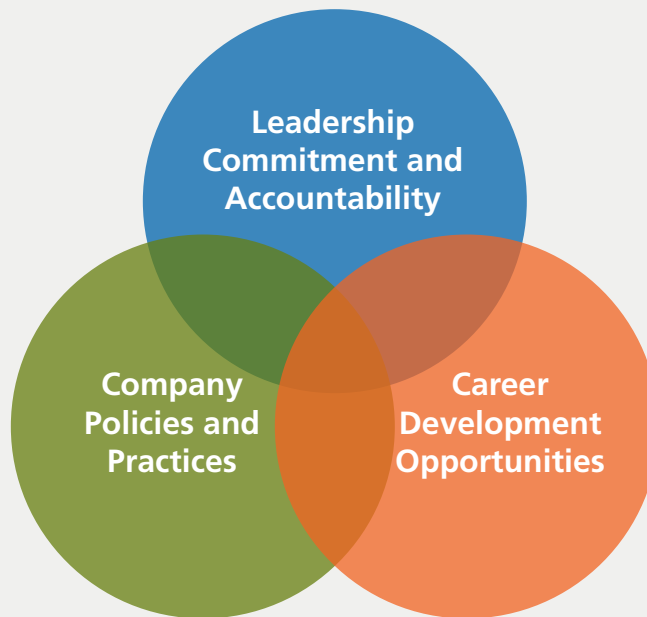 Leadership
Commitment and
Accountability
Company
Policies and
Practices
Career
Development
Opportunities